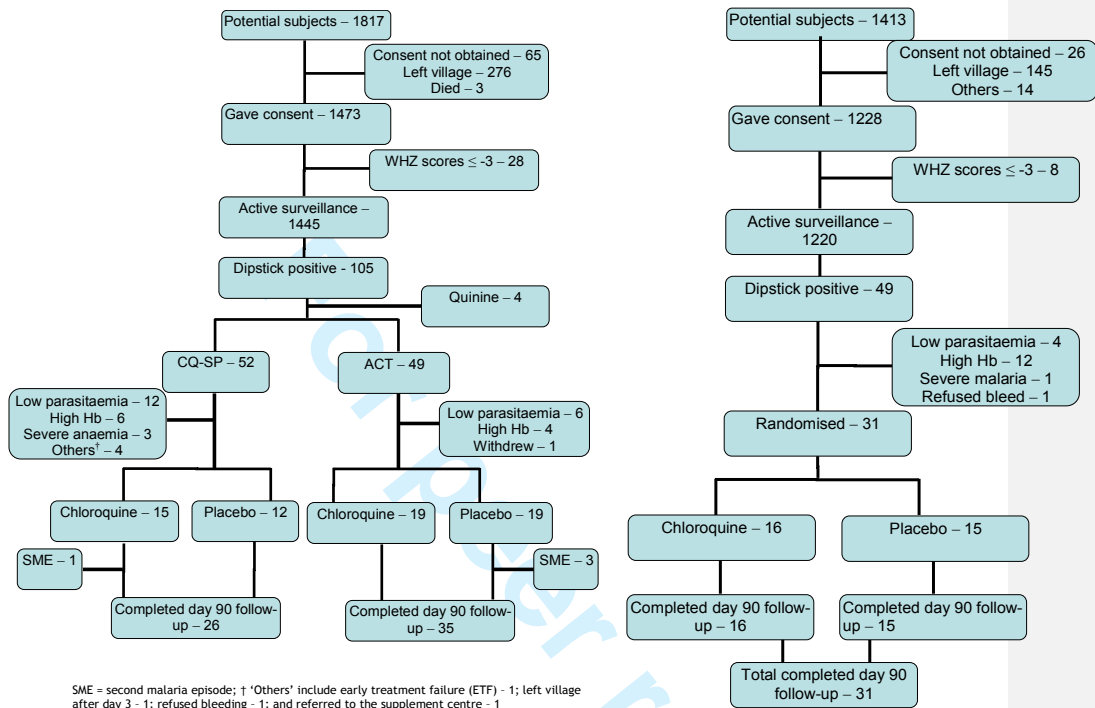 Potential subjects – 1817
Consent not obtained – 65
Left village – 276
Died – 3
Gave consent – 1473
WHZ scores ≤ -3 – 28
Active surveillance –
1445
Dipstick positive - 105
Quinine – 4
CQ-SP – 52
ACT – 49
Low parasitaemia – 12
High Hb – 6
Severe anaemia – 3
Others† – 4
Low parasitaemia – 6
High Hb – 4
Withdrew – 1
Chloroquine – 15
Placebo – 12
Chloroquine – 19
Placebo – 19
SME – 1
SME – 3
Completed day 90 follow-
up – 26
Completed day 90 follow-
up – 35
SME = second malaria episode; † ‘Others’ include early treatment failure (ETF) - 1; left village
after day 3 - 1; refused bleeding - 1; and referred to the supplement centre - 1
Potential subjects – 1413
Consent not obtained – 26
Left village – 145
Others – 14
Gave consent – 1228
WHZ scores ≤ -3 – 8
Active surveillance –
1220
Dipstick positive – 49
Low parasitaemia – 4
High Hb – 12
Severe malaria – 1
Refused bleed – 1
Randomised – 31
Chloroquine – 16
Placebo – 15
Completed day 90 follow-
up – 16
Completed day 90 follow-
up – 15
Total completed day 90
follow-up – 31
For peer r